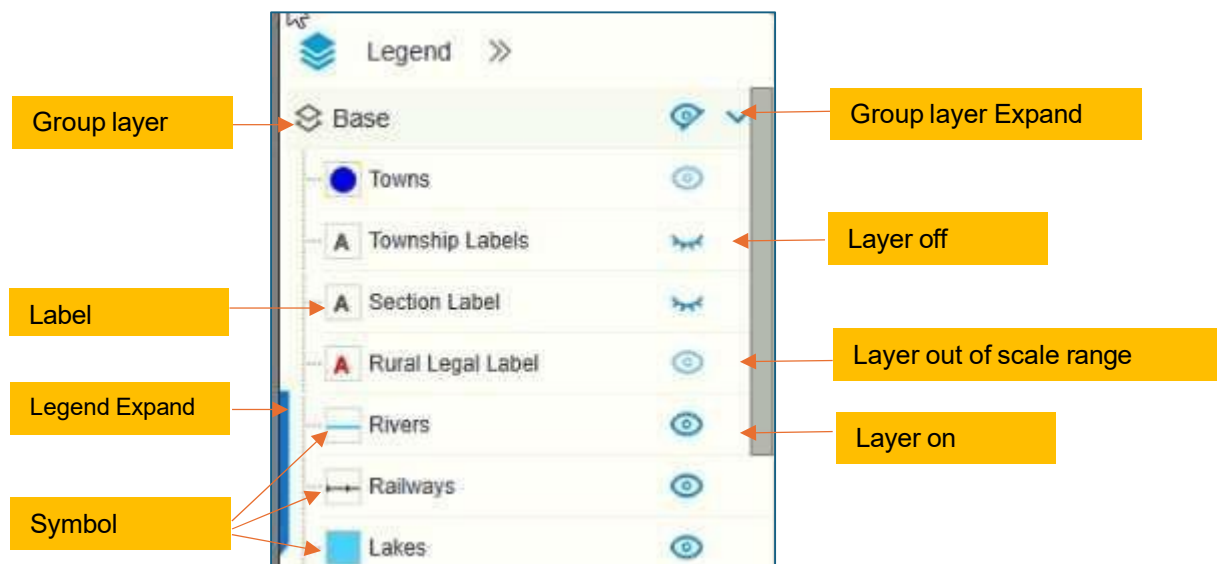 Legend
Group layer
Base
Group layer Expand
Towns
A Township Labels
Layer off
Label
A Section Label
A Rural Legal Label
Layer out of scale range
Legend Expand
Rivers
Layer on
Railways
Symbol
Lakes